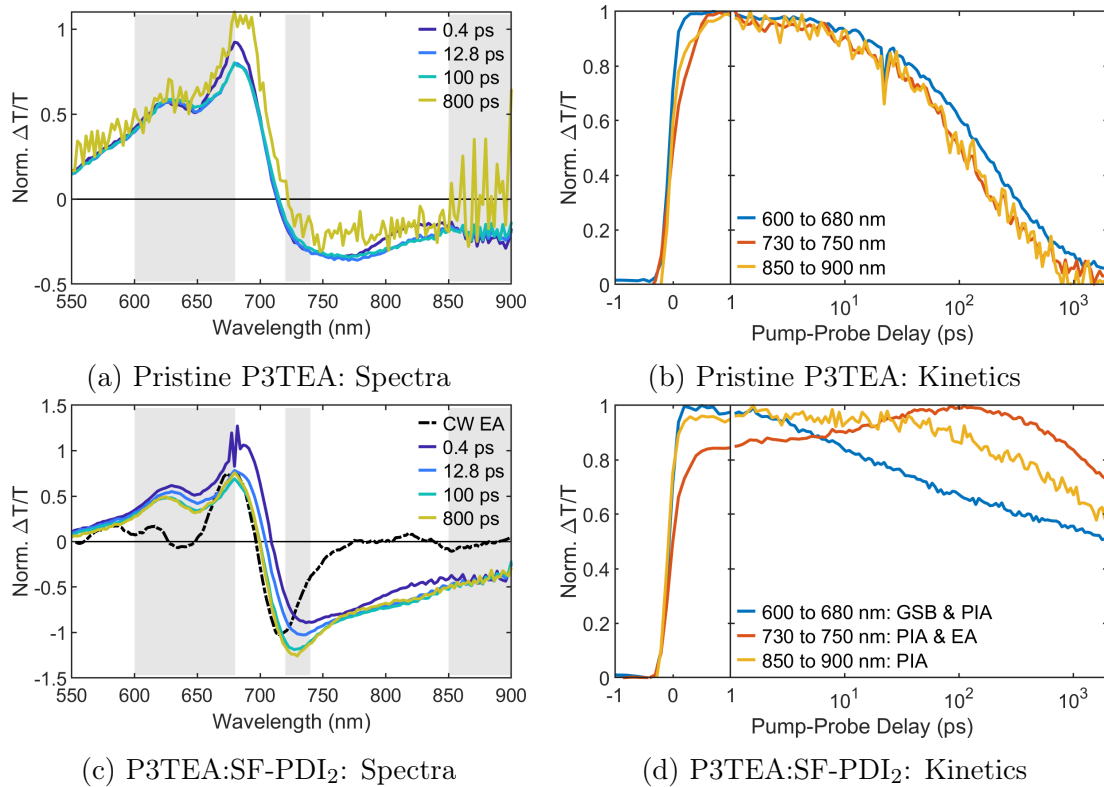 Norm. ΔT/T
1
0.5
0
-0.5
550 600 650 700 750 800 850 900
Wavelength (nm)
0.4 ps
12.8 ps
100 ps
800 ps
(a) Pristine P3TEA: Spectra
Norm. ΔT/T
1
0.8
0.6
0.4
0.2
0
-1 0 1 10¹ 10² 10³
Pump-Probe Delay (ps)
600 to 680 nm
730 to 750 nm
850 to 900 nm
(b) Pristine P3TEA: Kinetics
Norm. ΔT/T
1.5
1
0.5
0
-0.5
-1
-1.5
550 600 650 700 750 800 850 900
Wavelength (nm)
CW EA
0.4 ps
12.8 ps
100 ps
800 ps
(c) P3TEA:SF-PDI₂: Spectra
Norm. ΔT/T
1
0.8
0.6
0.4
0.2
0
-1 0 1 10¹ 10² 10³
Pump-Probe Delay (ps)
600 to 680 nm: GSB & PIA
730 to 750 nm: PIA & EA
850 to 900 nm: PIA
(d) P3TEA:SF-PDI₂: Kinetics